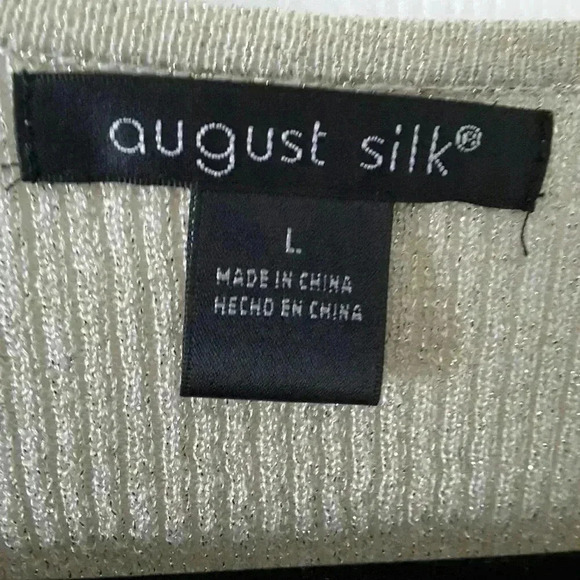 august silk®
L
MADE IN CHINA
HECHO EN CHINA